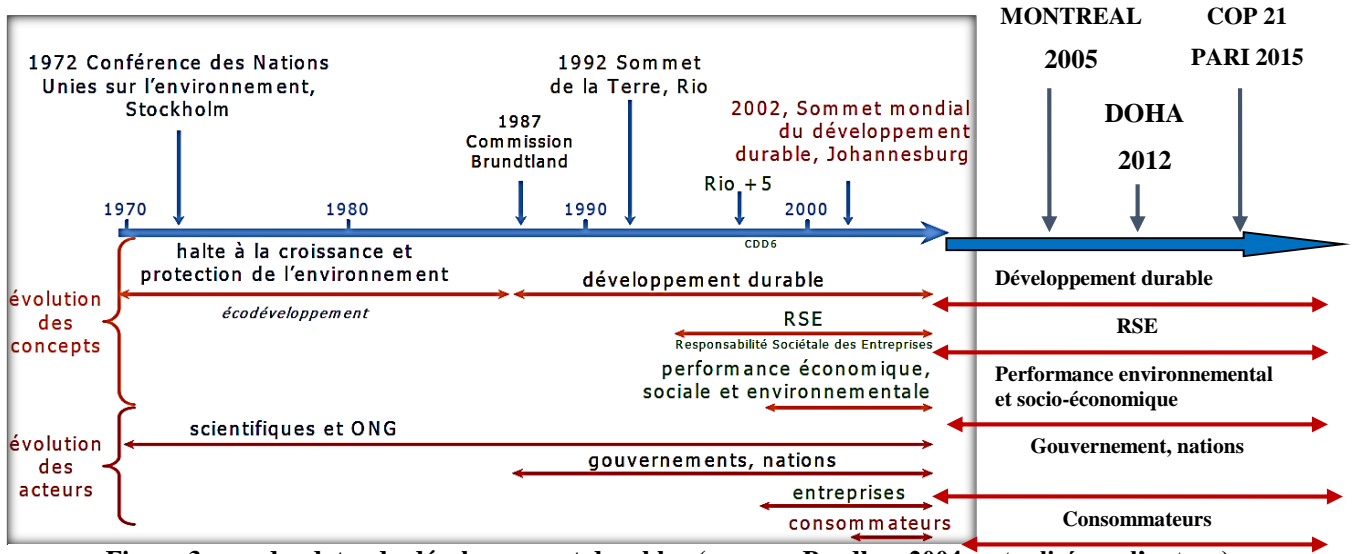 MONTREAL
2005
COP 21
PARI 2015
DOHA
2012
1972 Conférence des Nations
Unies sur l'environnement,
Stockholm
1987
Commission
Brundtland
1992 Sommet
de la Terre, Rio
2002, Sommet mondial
du développement
durable, Johannesburg
Rio +5
1970
1980
1990
2000
CDD6
évolution
des
concepts
halte à la croissance et
protection de l'environnement
écodéveloppement
développement durable
RSE
Responsabilité Sociétale des Entreprises
performance économique,
sociale et environnementale
Développement durable
RSE
Performance environnemental
et socio-économique
évolution
des
acteurs
scientifiques et ONG
gouvernements, nations
entreprises
consommateurs
Gouvernement, nations
Consommateurs